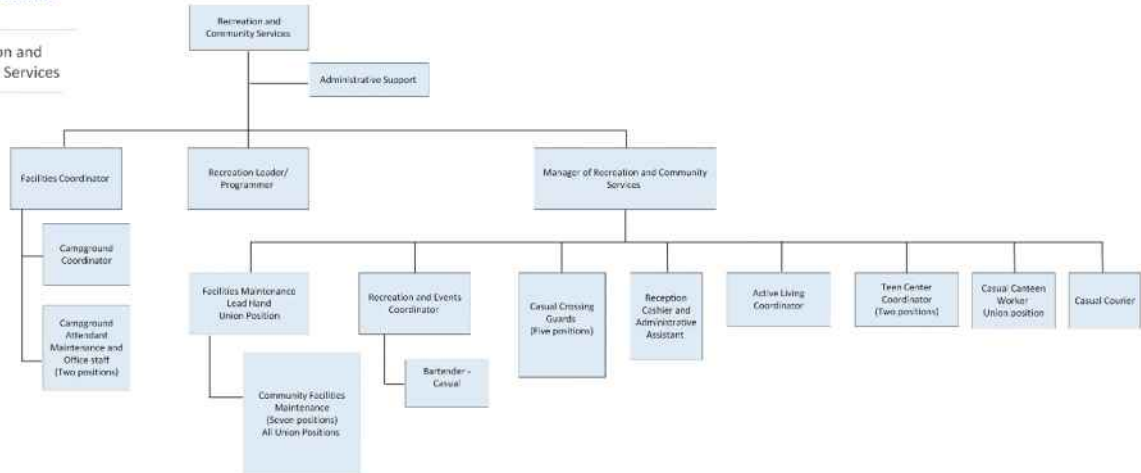 on and
Services
Recreation and
Community Services
Administrative Support
Facilities Coordinator
Recreation Leader/
Programmer
Manager of Recreation and Community
Services
Campground
Coordinator
Campground
Attendant
Maintenance and
Office staff
(Two positions)
Facilities Maintenance
Lead Hand
Union Position
Recreation and Events
Coordinator
Casual Crossing
Guards
(Five positions)
Reception
Cashier and
Administrative
Assistant
Active Living
Coordinator
Teen Center
Coordinator
(Two positions)
Casual Canteen
Worker
Union position
Casual Courier
Community Facilities
Maintenance
(Seven positions)
All Union Positions
Bartender -
Casual